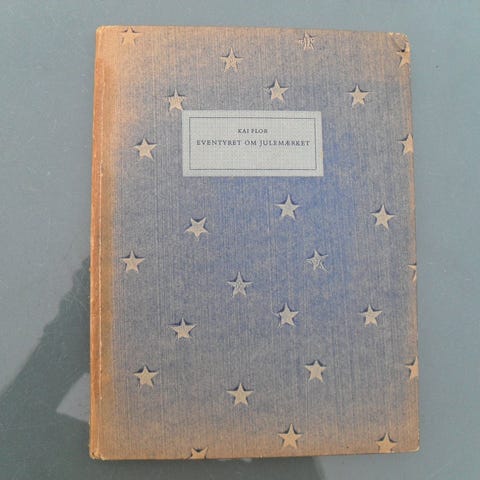 KAI FLOR
EVENTYRET OM JULEMÆRKET